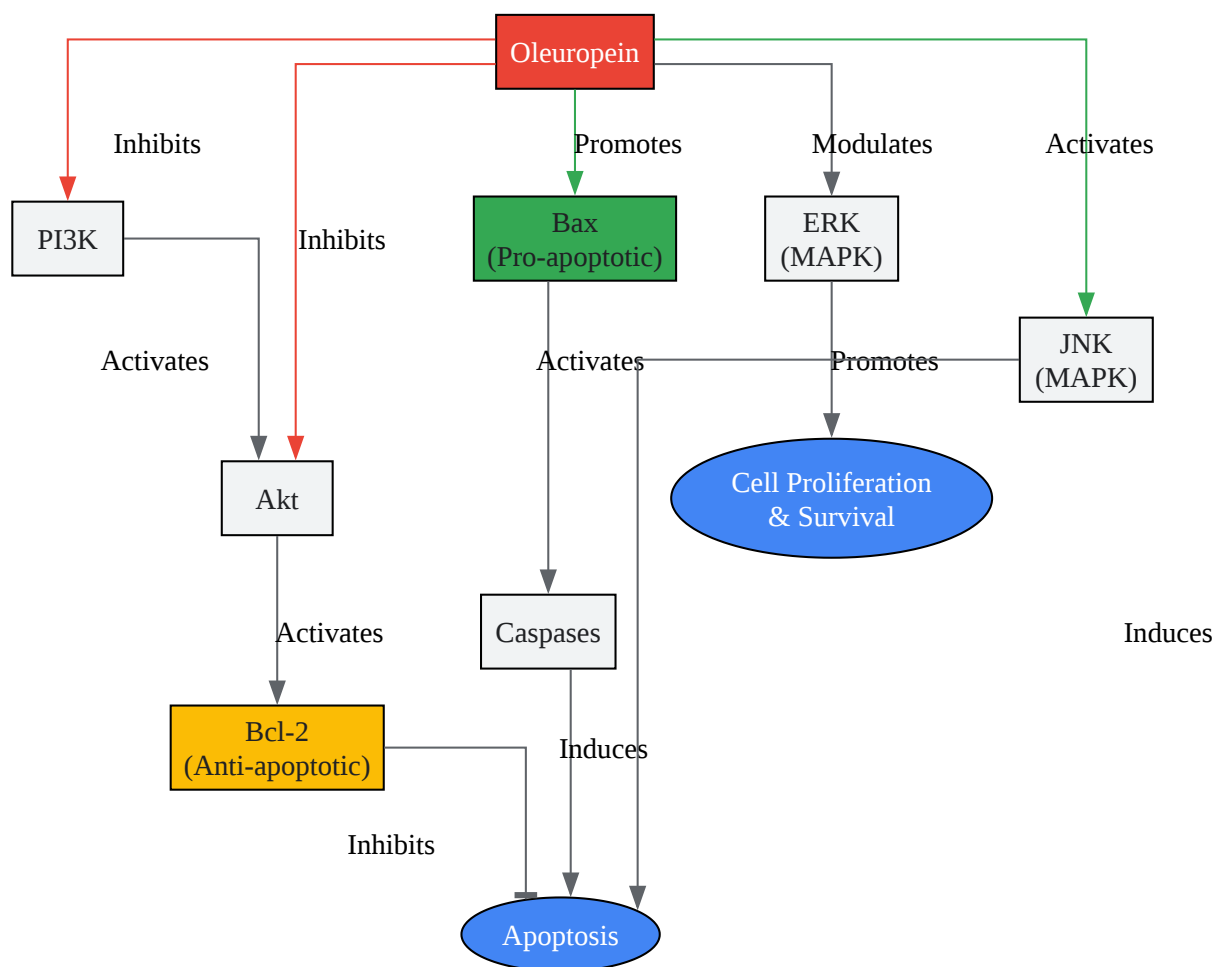 Oleuropein
Inhibits
Promotes
Modulates
Activates
PI3K
Inhibits
Bax
(Pro-apoptotic)
ERK
(MAPK)
Activates
Activates
Promotes
JNK
(MAPK)
Akt
Cell Proliferation
& Survival
Activates
Caspases
Induces
Bcl-2
(Anti-apoptotic)
Induces
Inhibits
Apoptosis